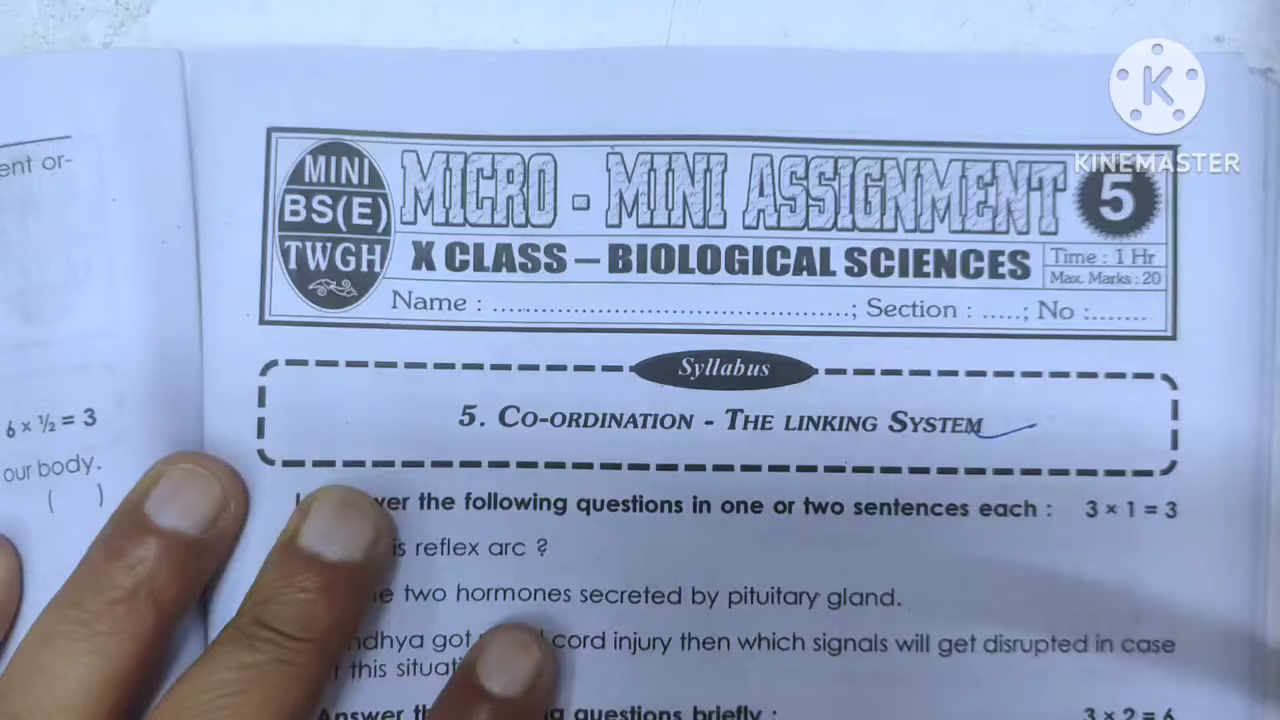 KINEMASTER
ent or-
6 × ½ = 3
our body.
( )
MINI
BS(E)
TWGH
MICRO - MINI ASSIGNMENT
5
X CLASS – BIOLOGICAL SCIENCES
Time : 1 Hr
Max. Marks : 20
Name : ..............................................; Section : .....; No :.......
Syllabus
5. CO-ORDINATION - THE LINKING SYSTEM
er the following questions in one or two sentences each : 3 × 1 = 3
is reflex arc ?
two hormones secreted by pituitary gland.
ndhya got cord injury then which signals will get disrupted in case
this
Answer questions briefly : 3 × 2 = 6